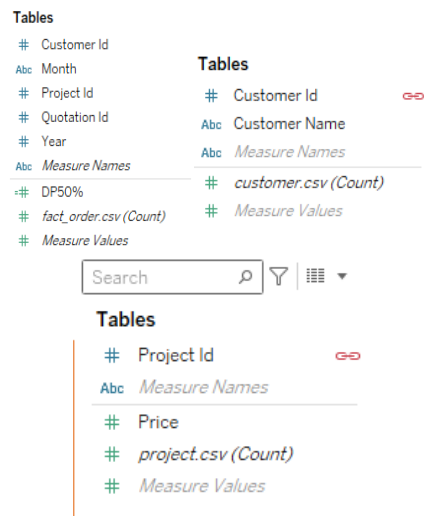 Tables
# Customer Id
Abc Month
# Project Id
# Quotation Id
# Year
Abc Measure Names
=# DP50%
# fact_order.csv (Count)
# Measure Values
Tables
# Customer Id
Abc Customer Name
Abc Measure Names
# customer.csv (Count)
# Measure Values
Search
Tables
# Project Id
Abc Measure Names
# Price
# project.csv (Count)
# Measure Values